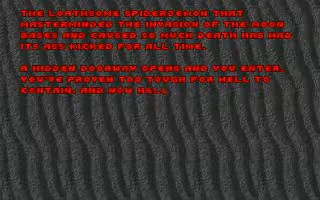 THE LOATHSOME SPIDERDEMON THAT
MASTERMINDED THE INVASION OF THE MOON
BASES AND CAUSED SO MUCH DEATH HAS HAD
ITS ASS KICKED FOR ALL TIME.
A HIDDEN DOORWAY OPENS AND YOU ENTER.
YOU'VE PROVEN TOO TOUGH FOR HELL TO
CONTAIN, AND NOW HELL